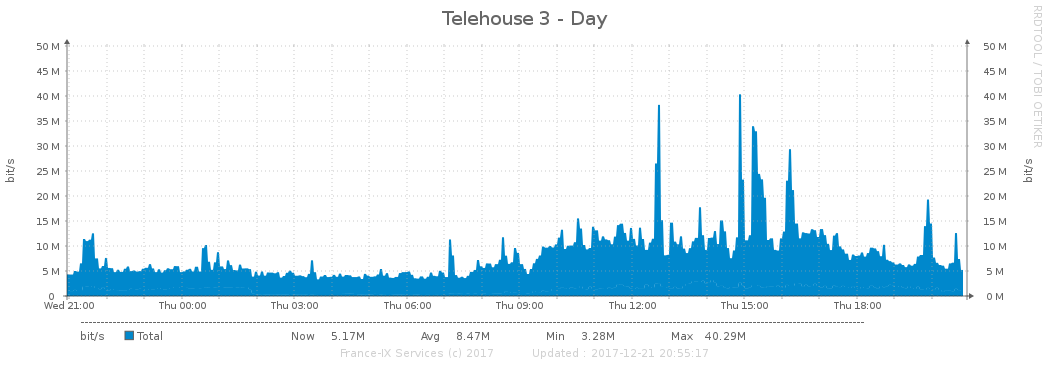 Telehouse 3 - Day
RRDTOOL / TOBI OETIKER
bit/s
bit/s
50 M 50 M
45 M 45 M
40 M 40 M
35 M 35 M
30 M 30 M
25 M 25 M
20 M 20 M
15 M 15 M
10 M 10 M
5 M 5 M
0 0 M
Wed 21:00 Thu 00:00 Thu 03:00 Thu 06:00 Thu 09:00 Thu 12:00 Thu 15:00 Thu 18:00
bit/s Total Now 5.17M Avg 8.47M Min 3.28M Max 40.29M
France-IX Services (c) 2017 Updated : 2017-12-21 20:55:17